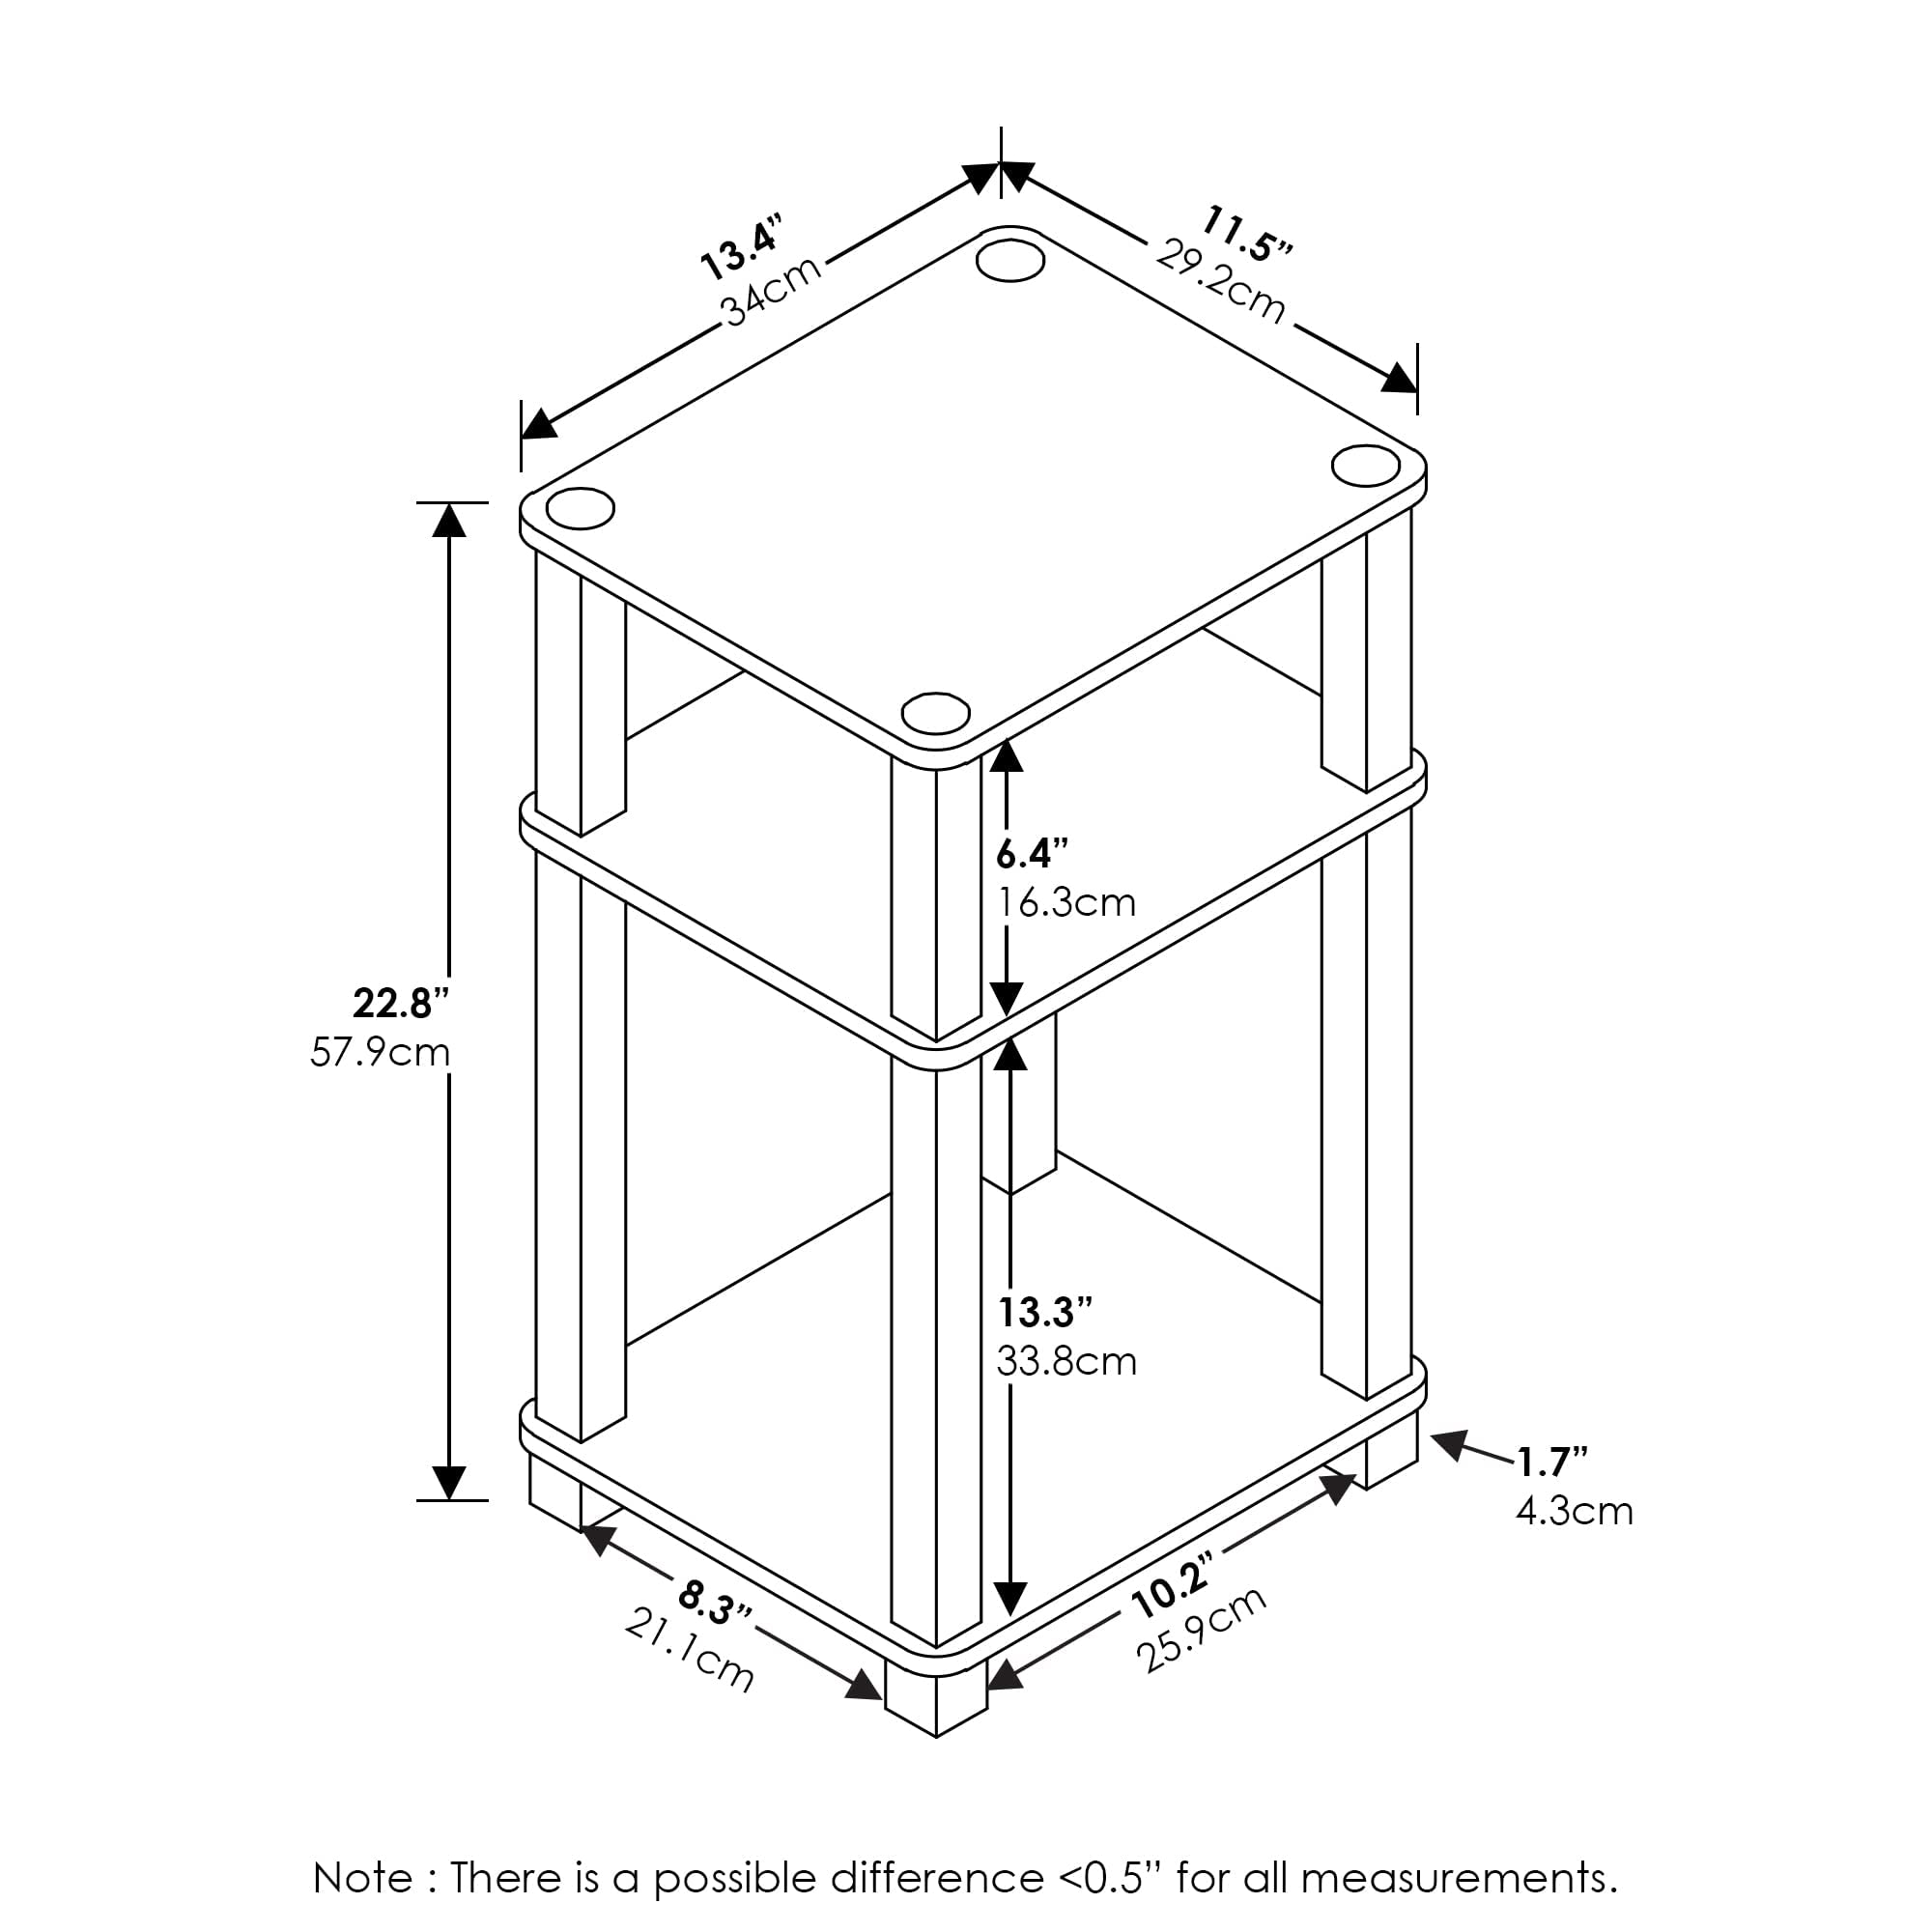 13.4”
34cm
11.5”
29.2cm
6.4”
16.3cm
22.8”
57.9cm
13.3”
33.8cm
1.7”
4.3cm
8.3”
21.1cm
10.2”
25.9cm
Note : There is a possible difference <0.5” for all measurements.